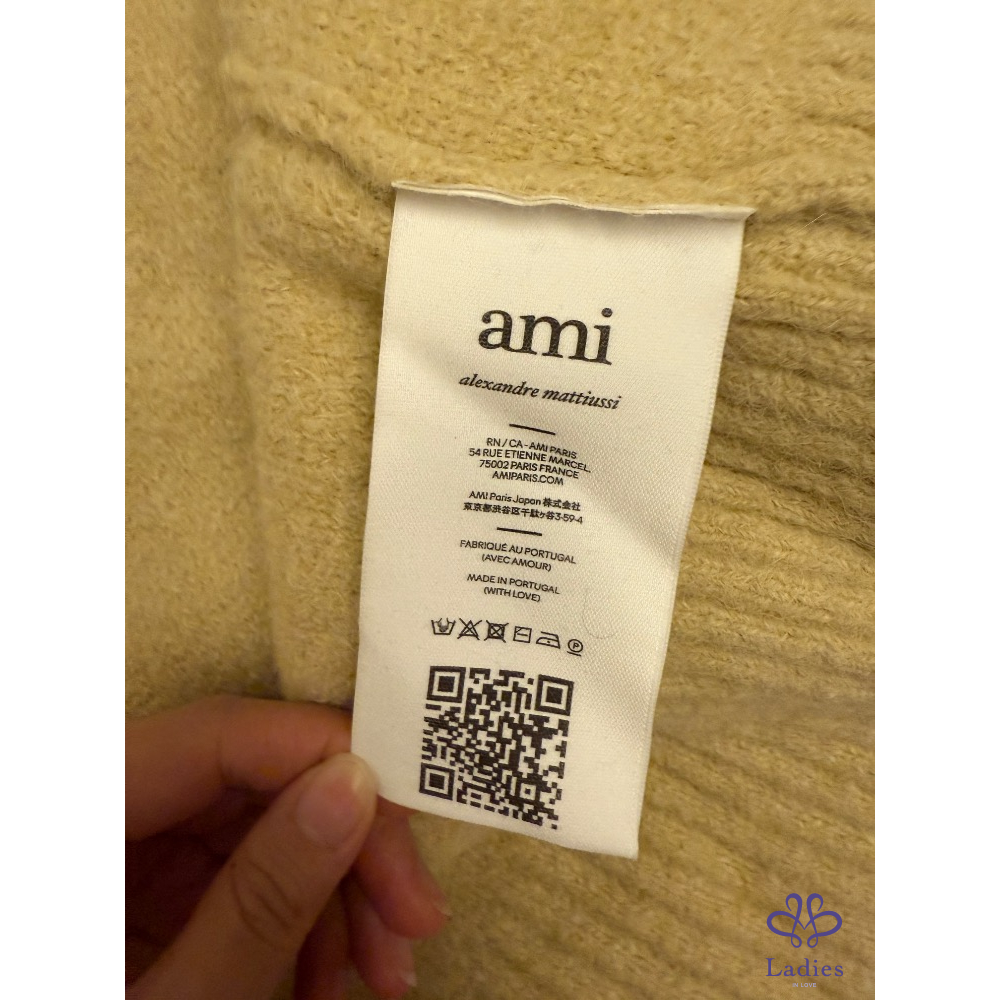 ami
alexandre mattiussi
RN / CA - AMI PARIS
54 RUE ETIENNE MARCEL,
75002 PARIS FRANCE
AMIPARIS.COM
AMI Paris Japan 株式会社
東京都渋谷区千駄ヶ谷3-59-4
FABRIQUÉ AU PORTUGAL
(AVEC AMOUR)
MADE IN PORTUGAL
(WITH LOVE)
P
Ladies
IN LOVE